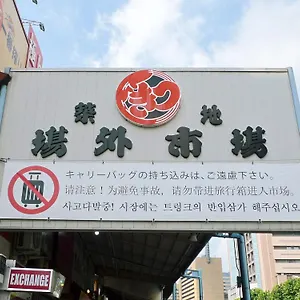 築地
場外市場
キャリーバッグの持ち込みは、ご遠慮下さい。
请注意！为避免事故，请勿带进旅行箱进入市场。
사고다발중! 시장에는 트렁크의 반입삼가 해주십시오
EXCHANGE